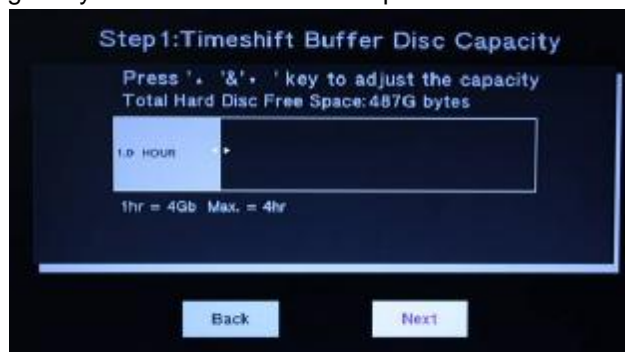 Step1:Timeshift Buffer Disc Capacity
Press '. '&'. ' key to adjust the capacity
Total Hard Disc Free Space:487G bytes
1.0 HOUR
1hr = 4Gb Max. = 4hr
Back
Next